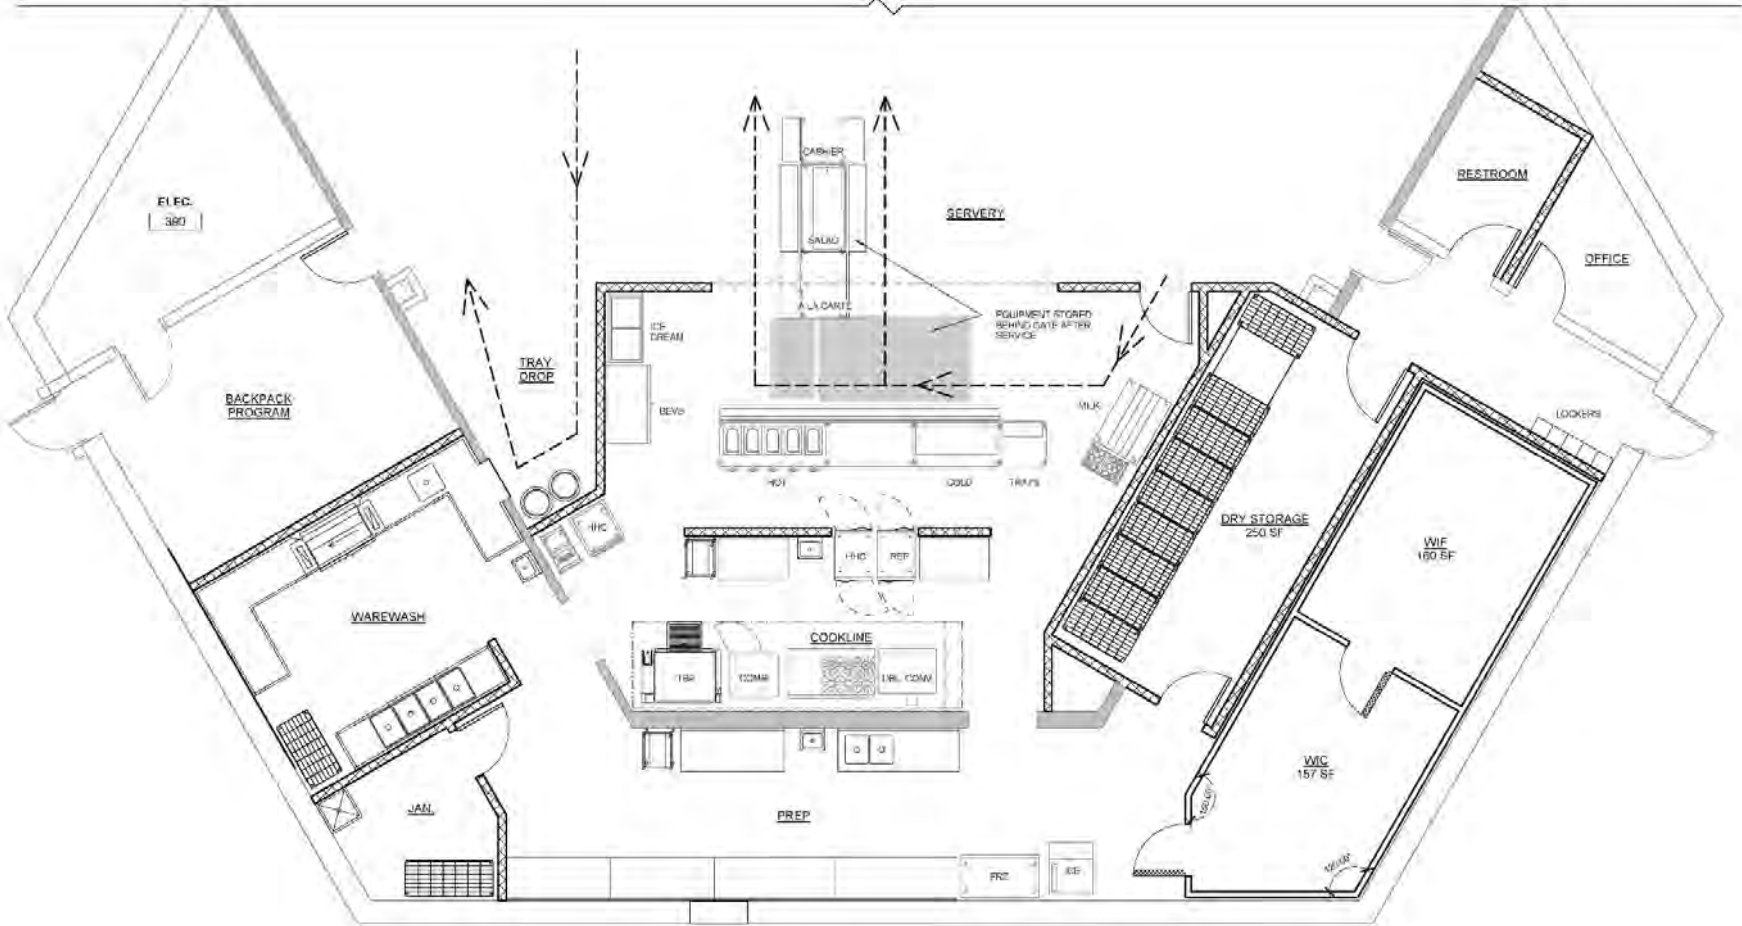 CASHIER
RESTROOM
ELEC.
380
SERVERY
SALAD
OFFICE
A LA CARTE
EQUIPMENT STORED
BEHIND GATE AFTER
SERVICE
ICE
CREAM
TRAY
DROP
BACKPACK
PROGRAM
BEVS
MILK
LOCKERS
HOT
COLD
TRAYS
HHC
DRY STORAGE
250 SF
HHC
REF
WIF
160 SF
WAREWASH
COOKLINE
COMBI
DBL. CONV.
WIC
157 SF
JAN.
PREP
FRZ
ICE